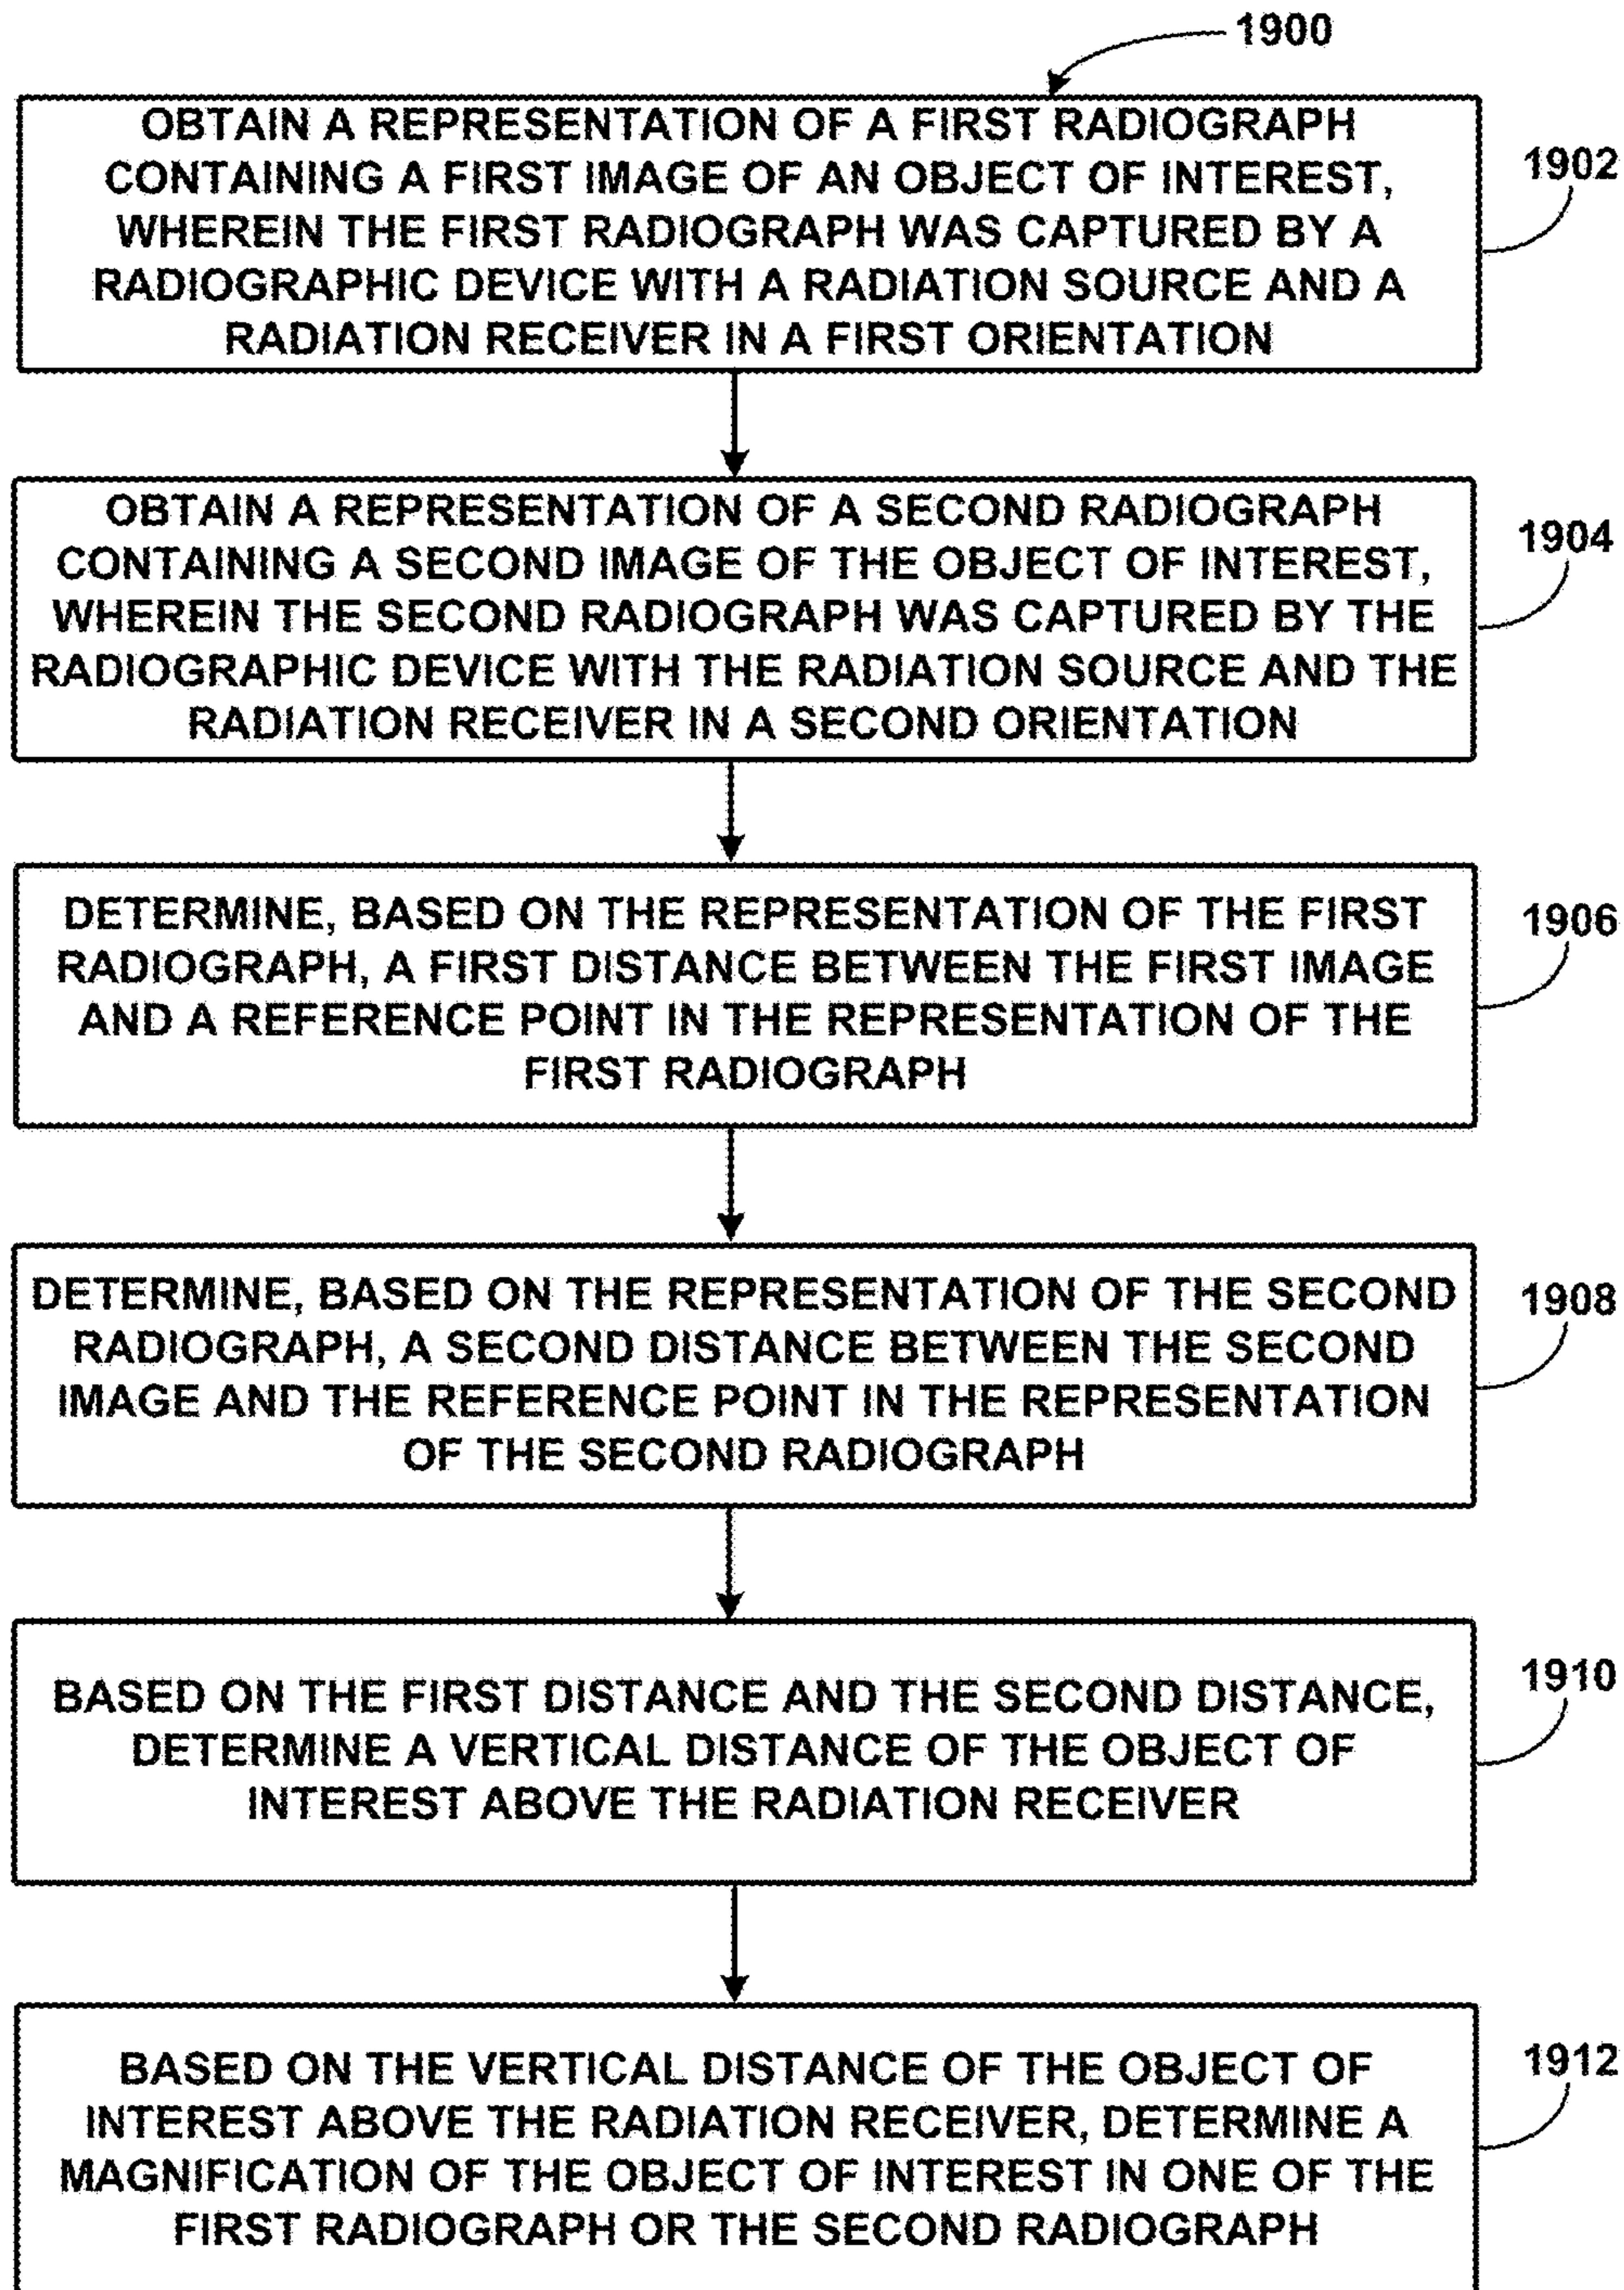 1900
OBTAIN A REPRESENTATION OF A FIRST RADIOGRAPH
CONTAINING A FIRST IMAGE OF AN OBJECT OF INTEREST,
WHEREIN THE FIRST RADIOGRAPH WAS CAPTURED BY A
RADIOGRAPHIC DEVICE WITH A RADIATION SOURCE AND A
RADIATION RECEIVER IN A FIRST ORIENTATION
1902
OBTAIN A REPRESENTATION OF A SECOND RADIOGRAPH
CONTAINING A SECOND IMAGE OF THE OBJECT OF INTEREST,
WHEREIN THE SECOND RADIOGRAPH WAS CAPTURED BY THE
RADIOGRAPHIC DEVICE WITH THE RADIATION SOURCE AND THE
RADIATION RECEIVER IN A SECOND ORIENTATION
1904
DETERMINE, BASED ON THE REPRESENTATION OF THE FIRST
RADIOGRAPH, A FIRST DISTANCE BETWEEN THE FIRST IMAGE
AND A REFERENCE POINT IN THE REPRESENTATION OF THE
FIRST RADIOGRAPH
1906
DETERMINE, BASED ON THE REPRESENTATION OF THE SECOND
RADIOGRAPH, A SECOND DISTANCE BETWEEN THE SECOND
IMAGE AND THE REFERENCE POINT IN THE REPRESENTATION
OF THE SECOND RADIOGRAPH
1908
BASED ON THE FIRST DISTANCE AND THE SECOND DISTANCE,
DETERMINE A VERTICAL DISTANCE OF THE OBJECT OF
INTEREST ABOVE THE RADIATION RECEIVER
1910
BASED ON THE VERTICAL DISTANCE OF THE OBJECT OF
INTEREST ABOVE THE RADIATION RECEIVER, DETERMINE A
MAGNIFICATION OF THE OBJECT OF INTEREST IN ONE OF THE
FIRST RADIOGRAPH OR THE SECOND RADIOGRAPH
1912